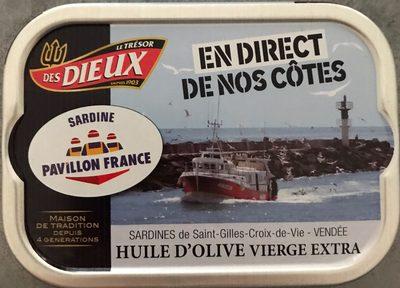 LE TRÉSOR
DES DIEUX
DEPUIS 1903
EN DIRECT
DE NOS CÔTES
SARDINE
PAVILLON FRANCE
MAISON
DE TRADITION
DEPUIS
4 GENERATIONS
SARDINES de Saint-Gilles-Croix-de-Vie - VENDÉE
HUILE D'OLIVE VIERGE EXTRA